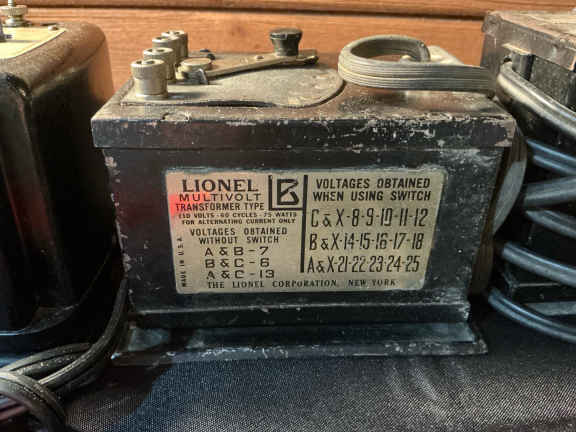 LIONEL
MULTIVOLT
TRANSFORMER TYPE B
110 VOLTS-60 CYCLES-75 WATTS
FOR ALTERNATING CURRENT ONLY
VOLTAGES OBTAINED
WITHOUT SWITCH
A & B - 7
B & C - 6
A & C - 13
MADE IN U.S.A.
VOLTAGES OBTAINED
WHEN USING SWITCH
C & X-8-9-10-11-12
B & X-14-15-16-17-18
A & X-21-22-23-24-25
THE LIONEL CORPORATION, NEW YORK